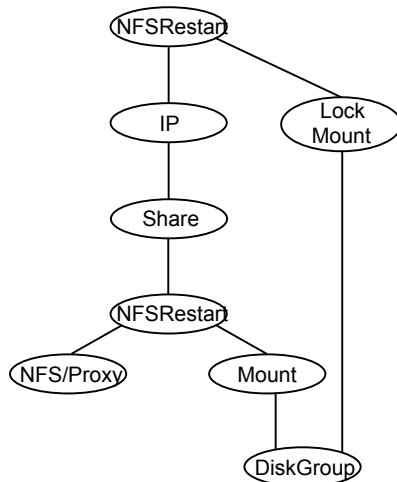 NFSRestart
IP
Lock
Mount
Share
NFSRestart
NFS/Proxy
Mount
DiskGroup